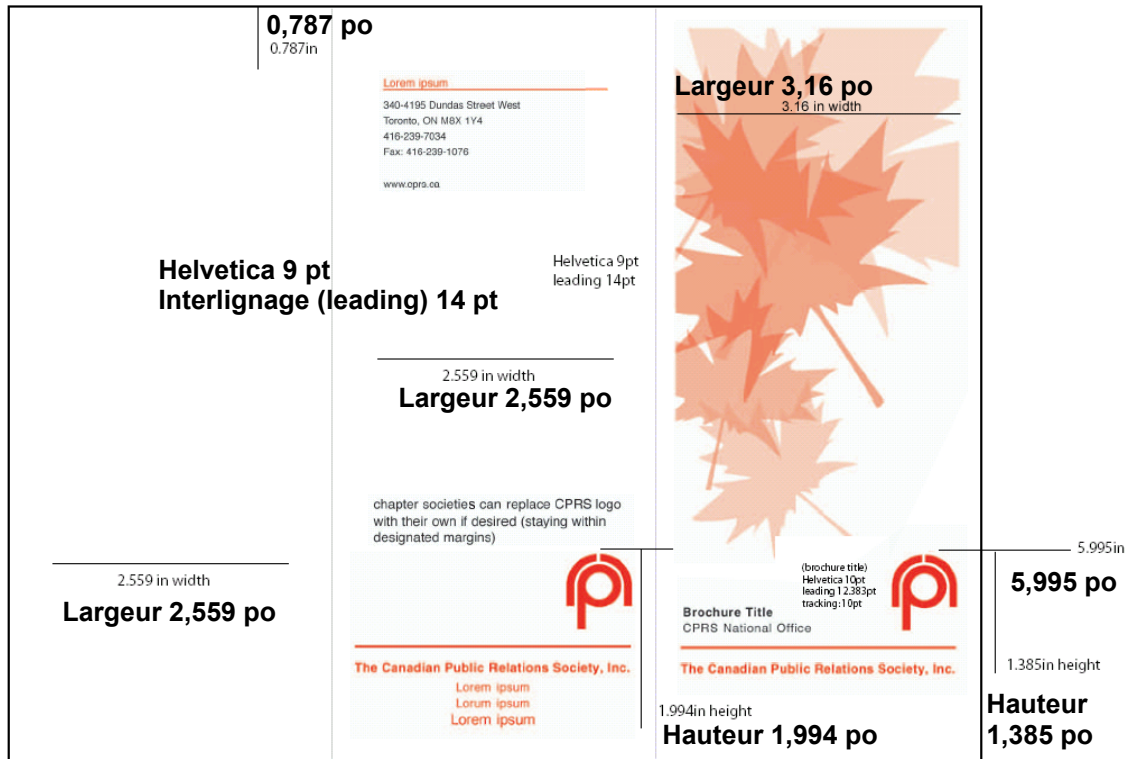 0,787 po
0.787in
Lorem ipsum
340-4195 Dundas Street West
Toronto, ON M8X 1Y4
416-239-7034
Fax: 416-239-1076
www.cprs.ca
Largeur 3,16 po
3.16 in width
Helvetica 9 pt
Interlignage (leading) 14 pt
Helvetica 9pt
leading 14pt
2.559 in width
Largeur 2,559 po
chapter societies can replace CPRS logo
with their own if desired (staying within
designated margins)
2.559 in width
Largeur 2,559 po
The Canadian Public Relations Society, Inc.
Lorem ipsum
Lorum ipsum
Lorem ipsum
1.994in height
Hauteur 1,994 po
(brochure title)
Helvetica 10pt
leading 12.383pt
tracking:10pt
Brochure Title
CPRS National Office
The Canadian Public Relations Society, Inc.
5.995in
5,995 po
1.385in height
Hauteur
1,385 po